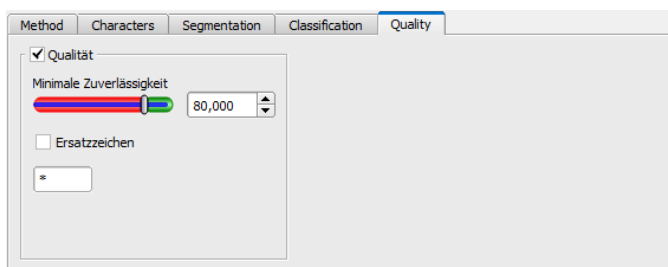 Method Characters Segmentation Classification Quality
Qualität
Minimale Zuverlässigkeit
80,000
Ersatzzeichen
*